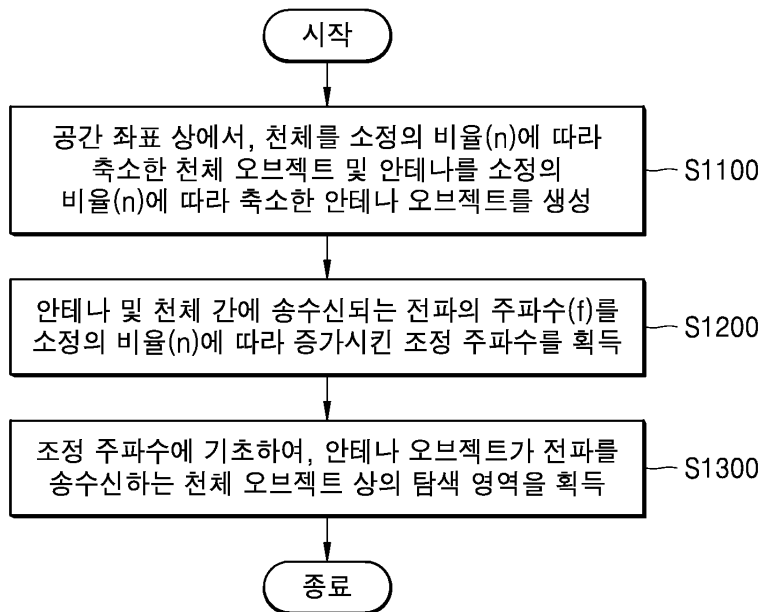 시작
공간 좌표 상에서, 천체를 소정의 비율(n)에 따라
축소한 천체 오브젝트 및 안테나를 소정의
비율(n)에 따라 축소한 안테나 오브젝트를 생성
S1100
안테나 및 천체 간에 송수신되는 전파의 주파수(f)를
소정의 비율(n)에 따라 증가시킨 조정 주파수를 획득
S1200
조정 주파수에 기초하여, 안테나 오브젝트가 전파를
송수신하는 천체 오브젝트 상의 탐색 영역을 획득
S1300
종료